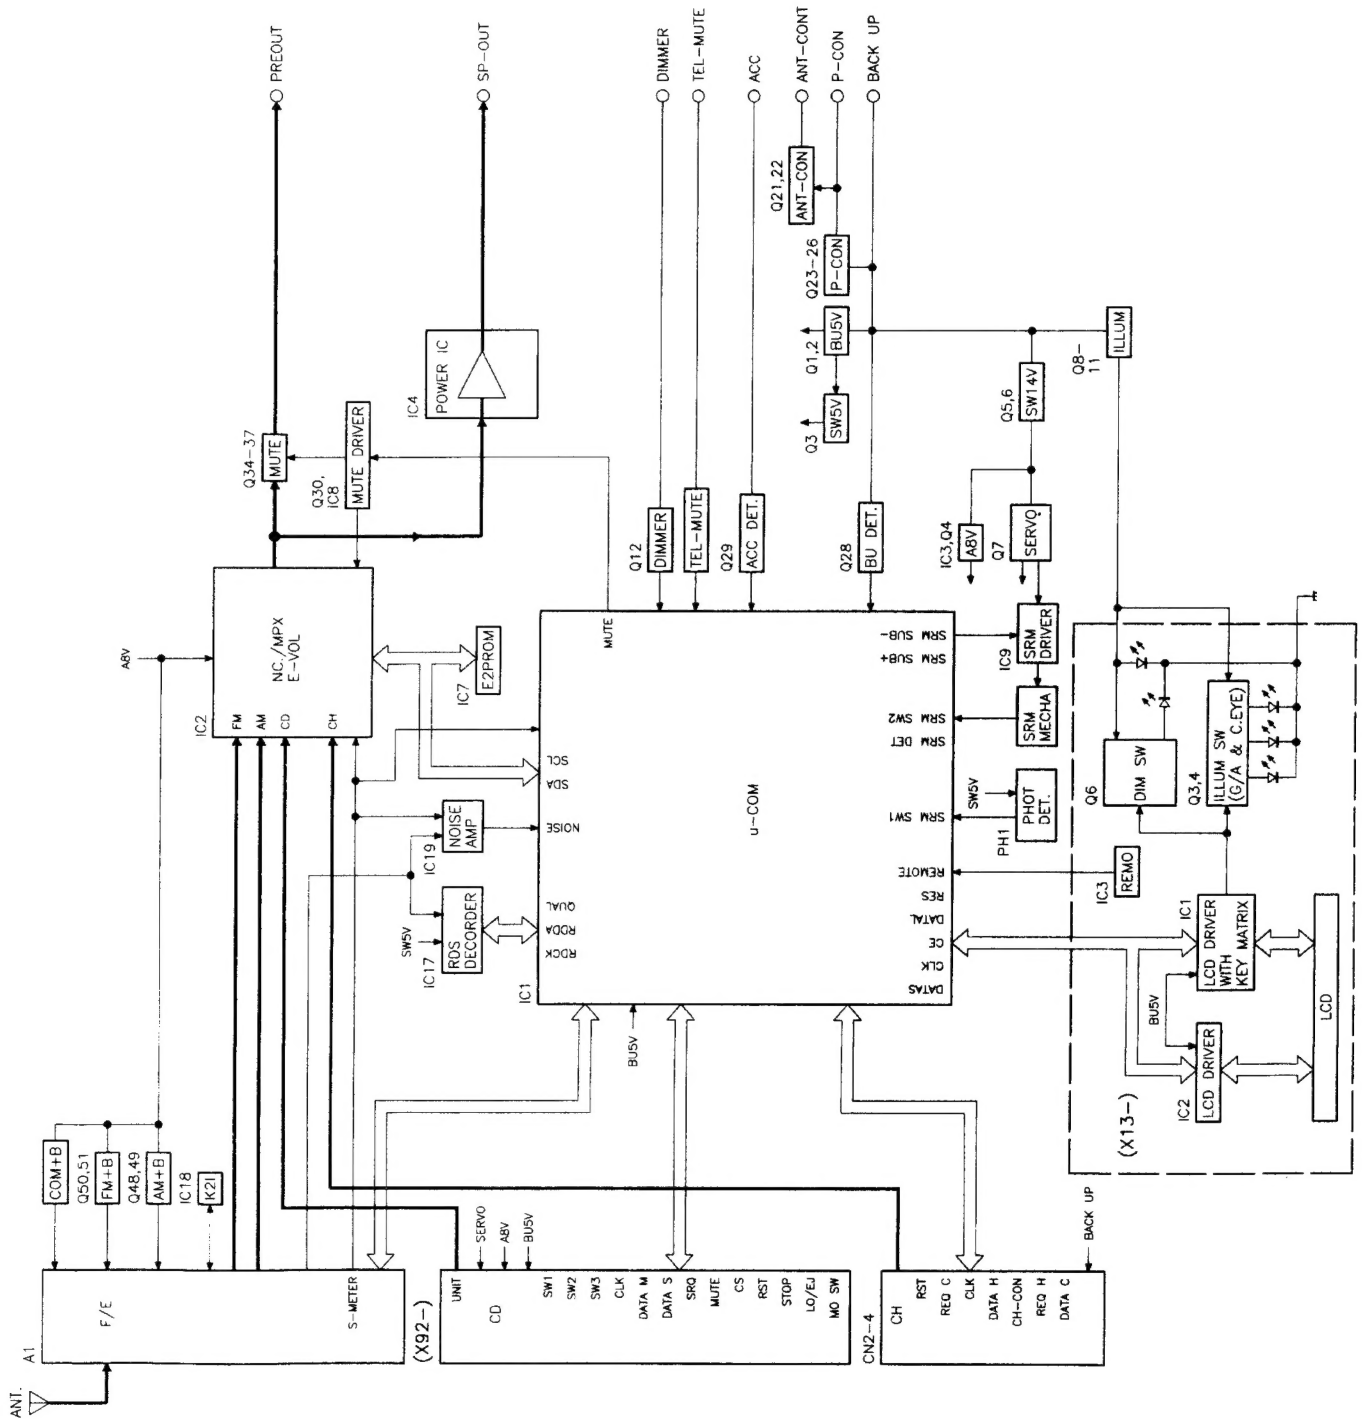 ANT.
A1
F/E
S-METER
COM+B
Q50,51
FM+B
Q48,49
AM+B
IC18
K2I
A8V
IC2
NC./MPX
E-VOL
FM
AM
CD
CH
Q34-37
MUTE
Q30,
IC8
MUTE DRIVER
PREOUT
IC4
POWER IC
SP-OUT
IC7
E2PROM
SW5V
IC17
RDS
DECORDER
IC19
NOISE
AMP
(X92-)
UNIT
CD
SERVO
A8V
BU5V
SW1
SW2
SW3
CLK
DATA M
DATA S
SRQ
MUTE
CS
RST
STOP
LO/EJ
MO SW
CN2-4
CH
RST
REQ C
CLK
DATA H
CH-CON
REQ H
DATA C
BACK UP
BU5V
IC1
u-COM
RDCK
RDDA
QUAL
NOISE
SDA
SCL
MUTE
DATAS
CLK
CE
DATAL
RES
REMOTE
SRM SW1
SRM DET
SRM SW2
SRM SUB+
SRM SUB-
Q12
DIMMER
TEL-MUTE
Q29
ACC DET.
Q28
BU DET.
DIMMER
TEL-MUTE
ACC
ANT-CONT
P-CON
BACK UP
Q21,22
ANT-CON
Q23-26
P-CON
Q1,2
BU5V
Q3
SW5V
Q5,6
SW14V
Q8-
11
ILLUM
IC3,Q4
A8V
Q7
SERVO
IC9
SRM
DRIVER
SRM
MECHA
SW5V
PH1
PHOT
DET.
IC3
REMO
(X13-)
Q6
DIM SW
Q3,4
ILLUM SW
(G/A & C.EYE)
IC1
LCD DRIVER
WITH
KEY MATRIX
BU5V
IC2
LCD DRIVER
LCD